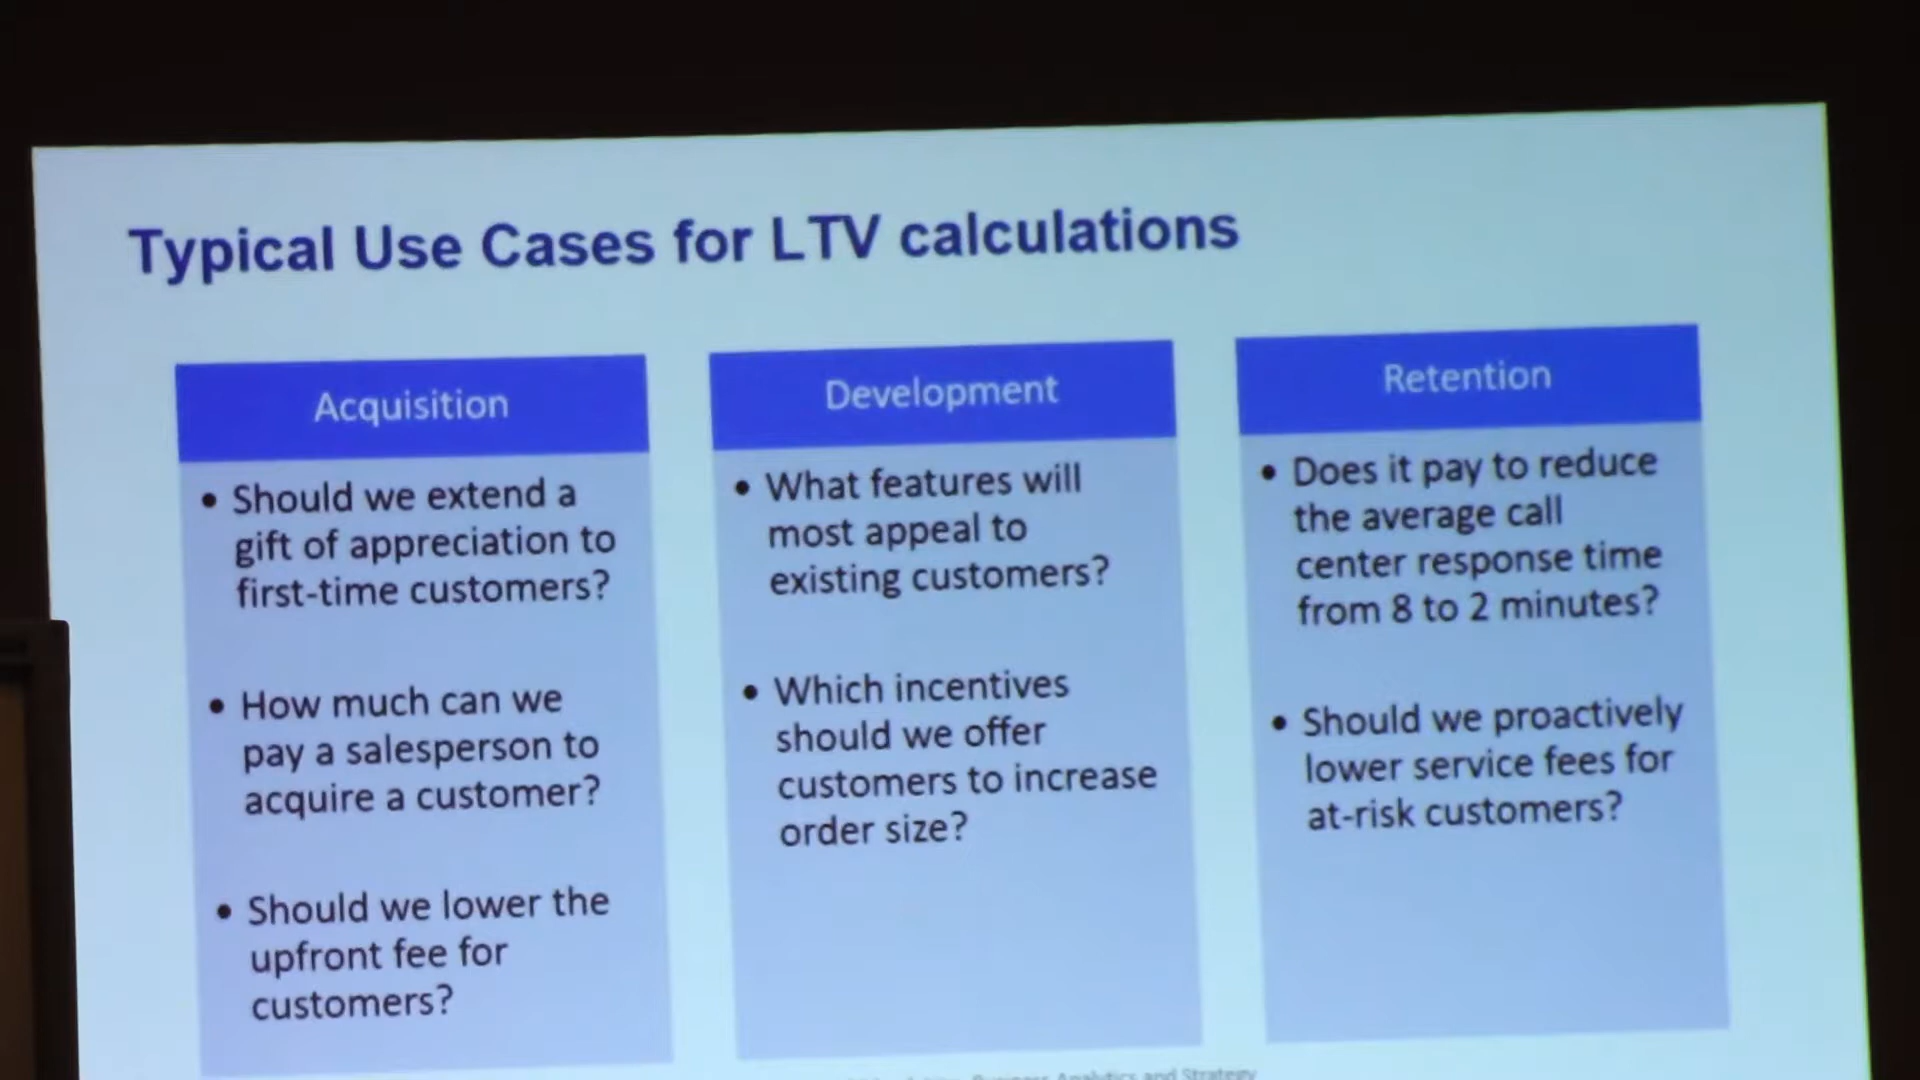 Typical Use Cases for LTV calculations
Acquisition
• Should we extend a
gift of appreciation to
first-time customers?
• How much can we
pay a salesperson to
acquire a customer?
• Should we lower the
upfront fee for
customers?
Development
• What features will
most appeal to
existing customers?
• Which incentives
should we offer
customers to increase
order size?
Retention
• Does it pay to reduce
the average call
center response time
from 8 to 2 minutes?
• Should we proactively
lower service fees for
at-risk customers?
Business Analytics and Strategy